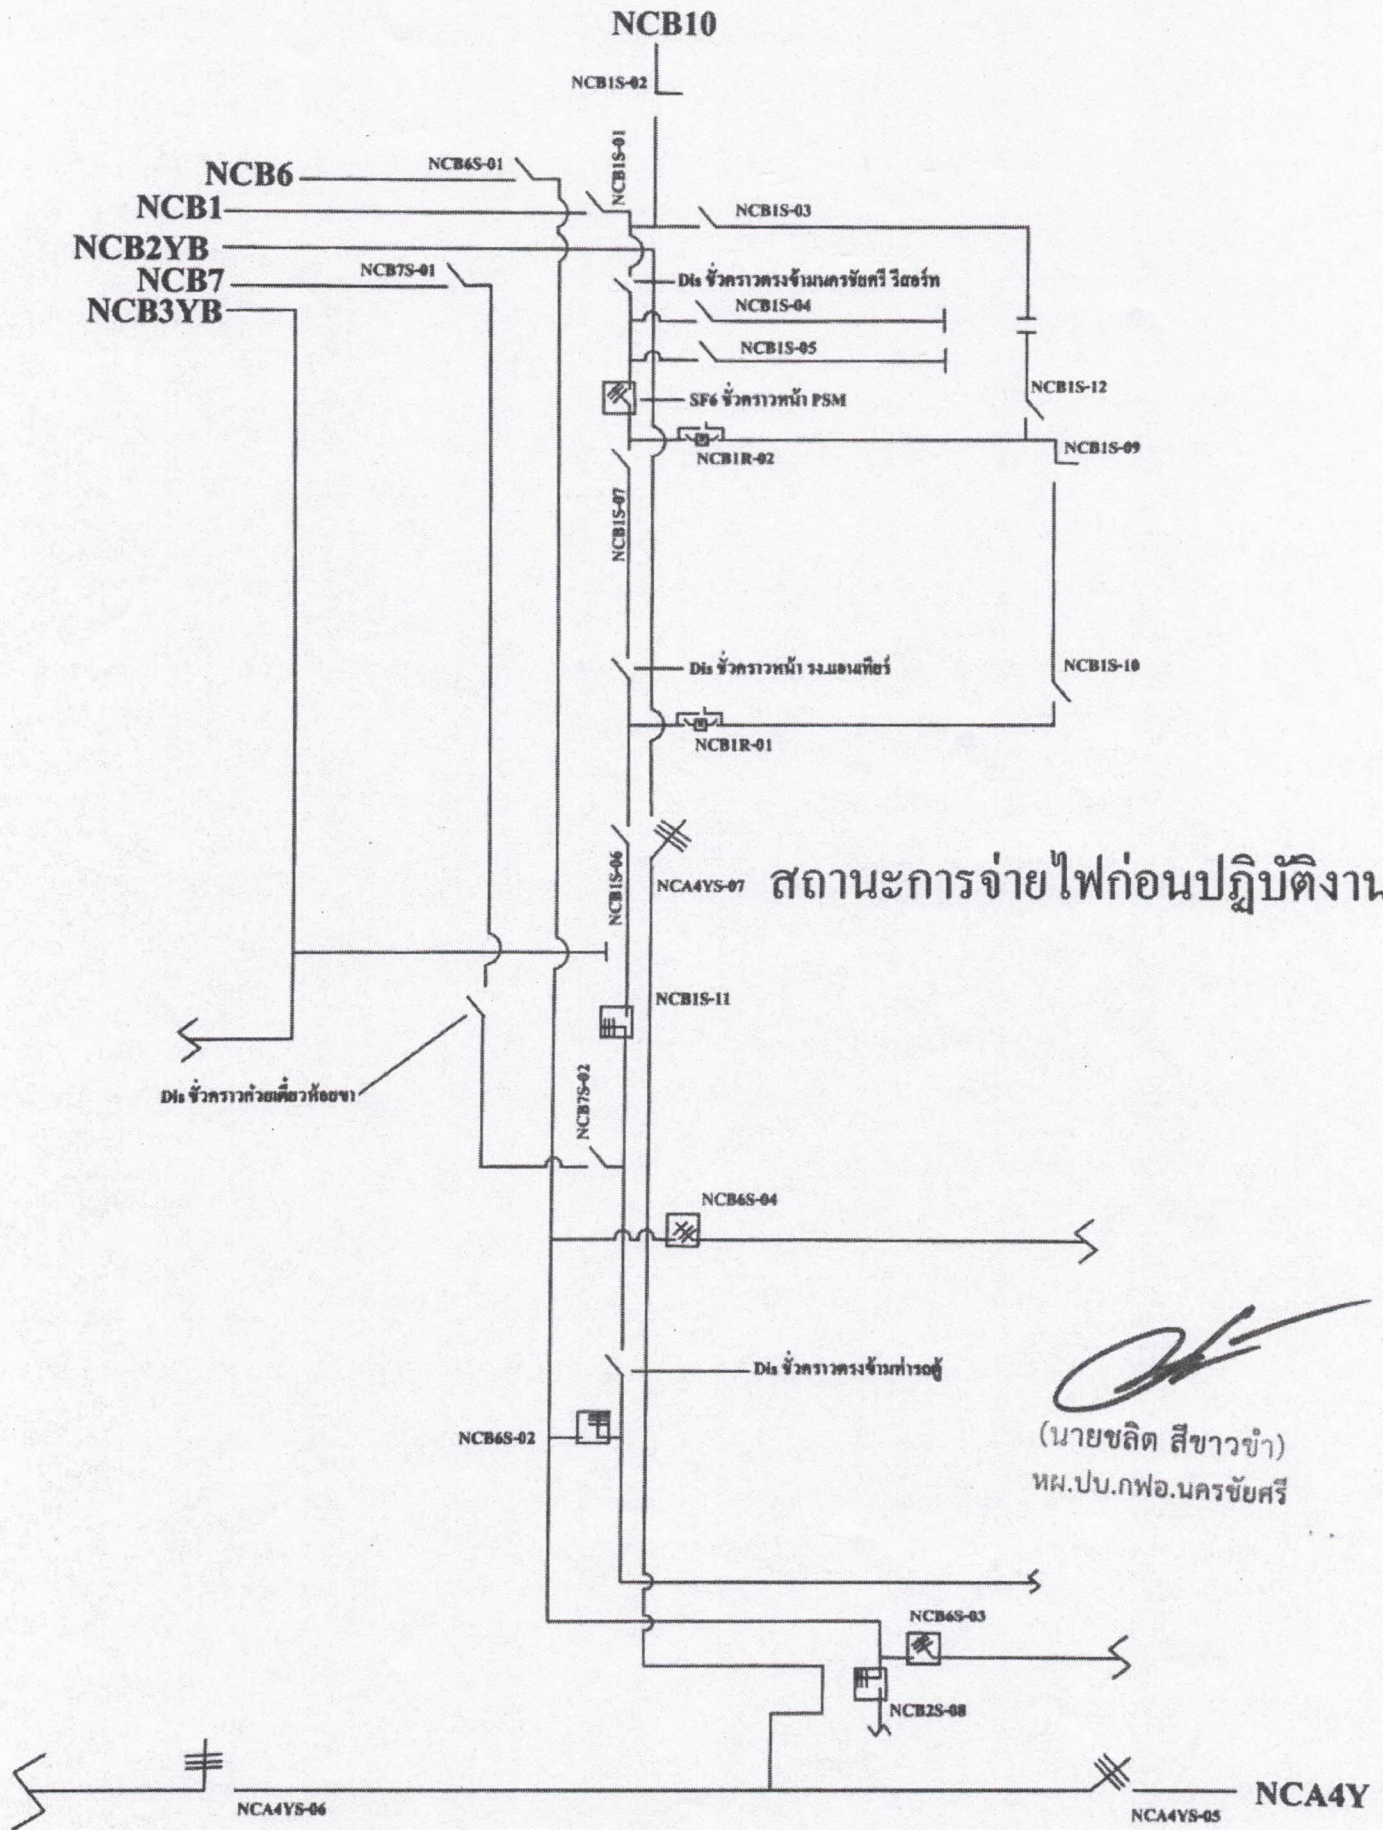 NCB10
NCB1S-02
NCB1S-01
NCB6
NCB6S-01
NCB1
NCB1S-03
NCB2YB
NCB7
NCB7S-01
Dis ชั่วคราวตรงข้ามนครชัยศรี รีสอร์ท
NCB3YB
NCB1S-04
NCB1S-05
NCB1S-12
SF6 ชั่วคราวหน้า PSM
NCB1S-09
NCB1R-02
NCB1S-07
Dis ชั่วคราวหน้า รง.แอนเทียร์
NCB1S-10
NCB1R-01
NCB1S-06
NCA4YS-07
สถานะการจ่ายไฟก่อนปฏิบัติงาน
NCB1S-11
Dis ชั่วคราวก๋วยเตี๋ยวห้อยขา
NCB7S-02
NCB6S-04
Dis ชั่วคราวตรงข้ามท่ารถตู้
NCB6S-02
(นายชลิต สีขาวขำ)
หผ.ปบ.กฟอ.นครชัยศรี
NCB6S-03
NCB2S-08
NCA4YS-06
NCA4YS-05
NCA4Y